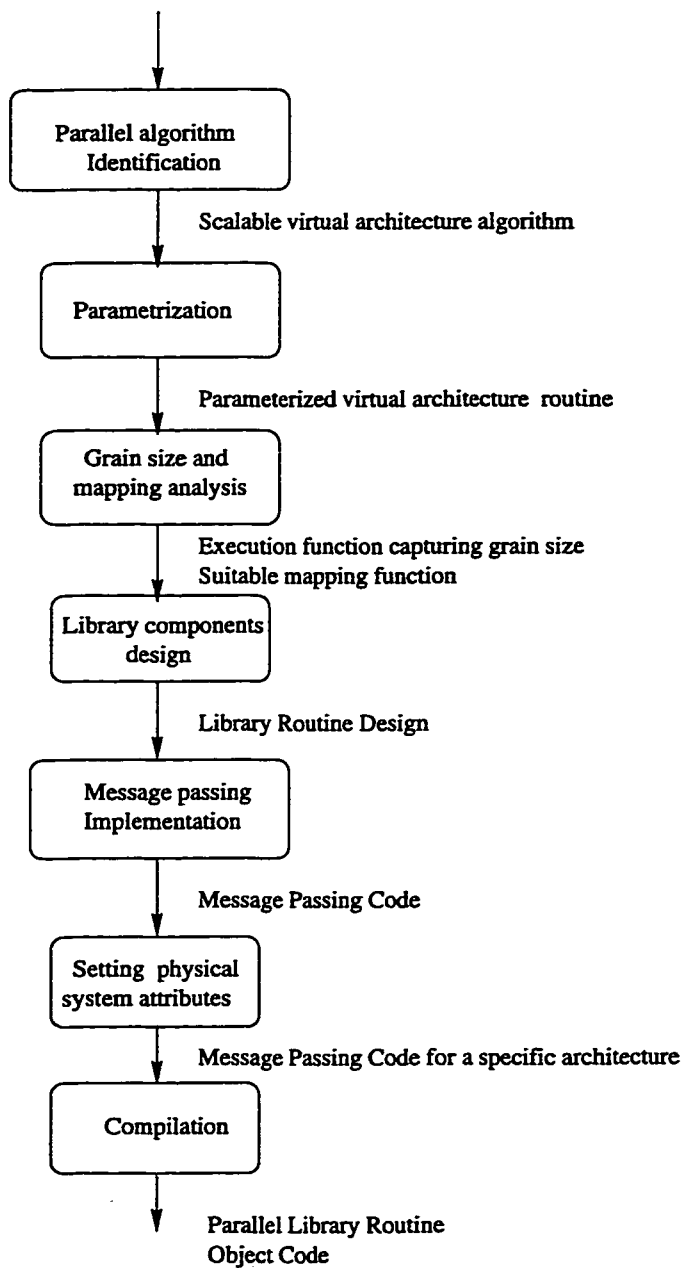 Parallel algorithm
Identification
Scalable virtual architecture algorithm
Parametrization
Parameterized virtual architecture routine
Grain size and
mapping analysis
Execution function capturing grain size
Suitable mapping function
Library components
design
Library Routine Design
Message passing
Implementation
Message Passing Code
Setting physical
system attributes
Message Passing Code for a specific architecture
Compilation
Parallel Library Routine
Object Code